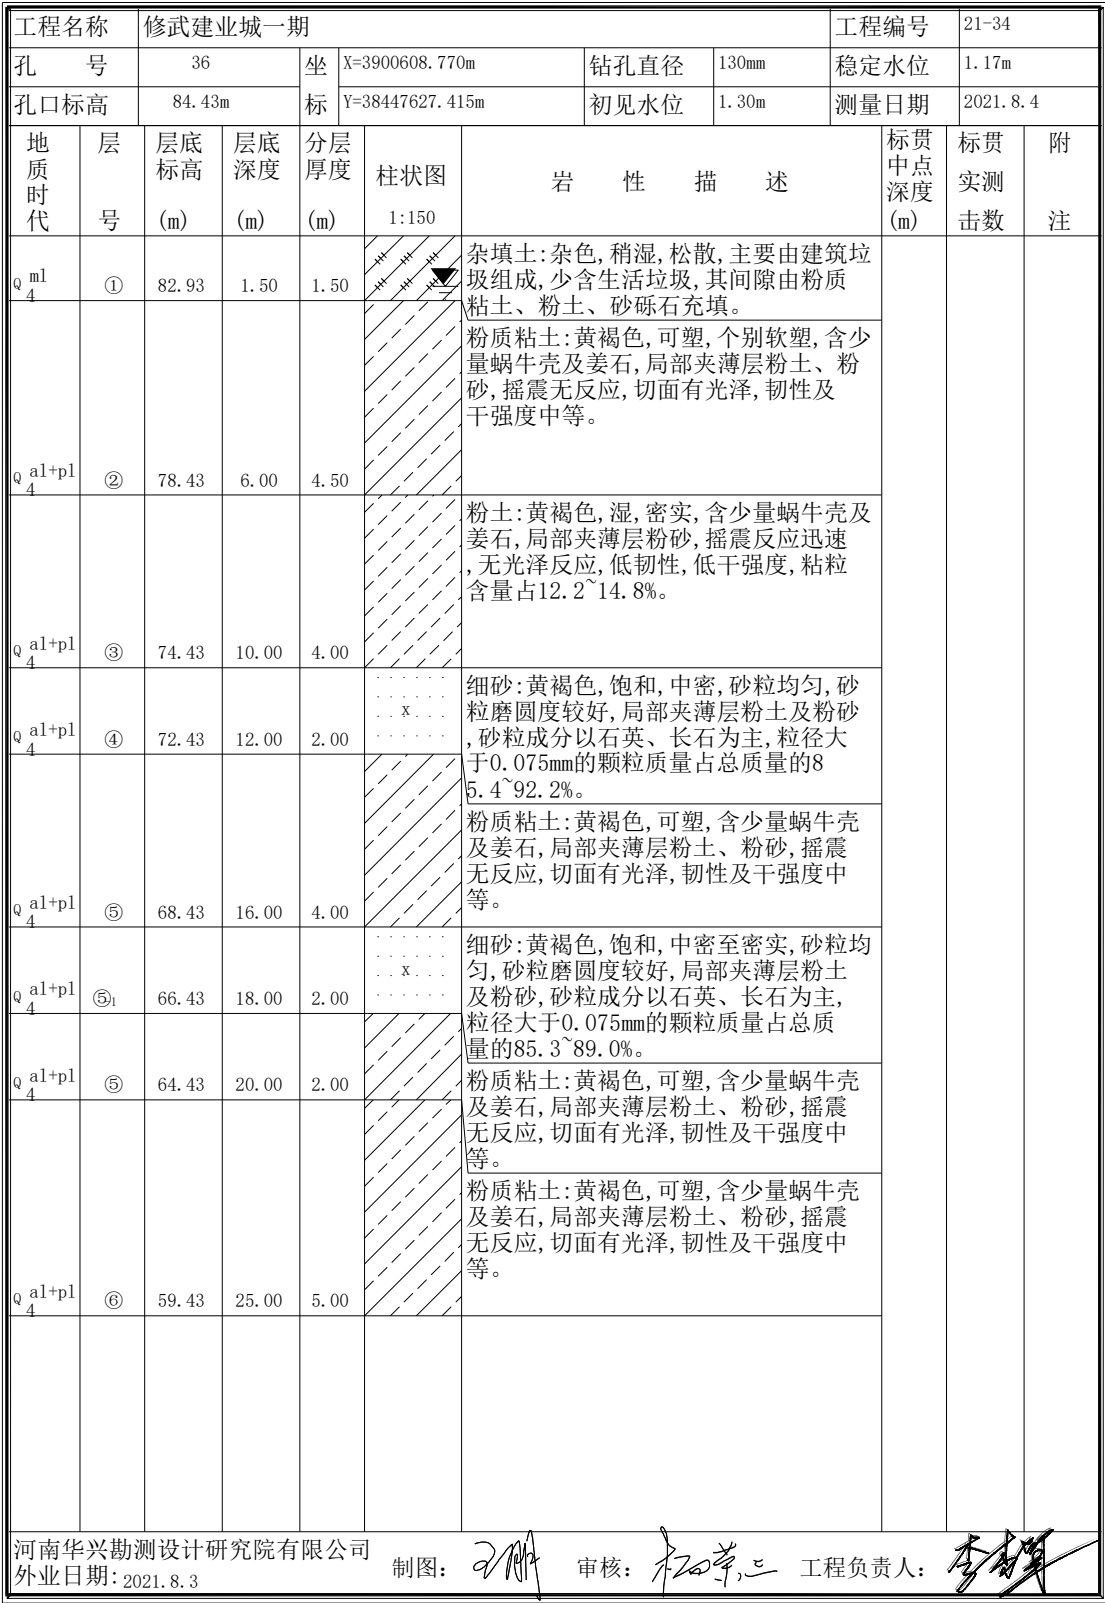 工程名称 修武建业城一期 工程编号 21-34
孔 号 36 坐 X=3900608.770m 钻孔直径 130mm 稳定水位 1.17m
孔口标高 84.43m 标 Y=38447627.415m 初见水位 1.30m 测量日期 2021.8.4
地 层 层底 层底 分层 标贯 标贯 附
质 标高 深度 厚度 柱状图 岩 性 描 述 中点 实测
时 深度
代 号 (m) (m) (m) 1:150 (m) 击数 注
杂填土:杂色,稍湿,松散,主要由建筑垃
Q4 ml ① 82.93 1.50 1.50 圾组成,少含生活垃圾,其间隙由粉质
粘土、粉土、砂砾石充填。
粉质粘土:黄褐色,可塑,个别软塑,含少
量蜗牛壳及姜石,局部夹薄层粉土、粉
砂,摇震无反应,切面有光泽,韧性及
干强度中等。
Q4 al+pl ② 78.43 6.00 4.50
粉土:黄褐色,湿,密实,含少量蜗牛壳及
姜石,局部夹薄层粉砂,摇震反应迅速
,无光泽反应,低韧性,低干强度,粘粒
含量占12.2~14.8%。
Q4 al+pl ③ 74.43 10.00 4.00
细砂:黄褐色,饱和,中密,砂粒均匀,砂
x 粒磨圆度较好,局部夹薄层粉土及粉砂
Q4 al+pl ④ 72.43 12.00 2.00 ,砂粒成分以石英、长石为主,粒径大
于0.075mm的颗粒质量占总质量的8
5.4~92.2%。
粉质粘土:黄褐色,可塑,含少量蜗牛壳
及姜石,局部夹薄层粉土、粉砂,摇震
无反应,切面有光泽,韧性及干强度中
等。
Q4 al+pl ⑤ 68.43 16.00 4.00
细砂:黄褐色,饱和,中密至密实,砂粒均
x 匀,砂粒磨圆度较好,局部夹薄层粉土
Q4 al+pl ⑤1 66.43 18.00 2.00 及粉砂,砂粒成分以石英、长石为主,
粒径大于0.075mm的颗粒质量占总质
量的85.3~89.0%。
Q4 al+pl ⑤ 64.43 20.00 2.00 粉质粘土:黄褐色,可塑,含少量蜗牛壳
及姜石,局部夹薄层粉土、粉砂,摇震
无反应,切面有光泽,韧性及干强度中
等。
粉质粘土:黄褐色,可塑,含少量蜗牛壳
及姜石,局部夹薄层粉土、粉砂,摇震
无反应,切面有光泽,韧性及干强度中
等。
Q4 al+pl ⑥ 59.43 25.00 5.00
河南华兴勘测设计研究院有限公司 制图: 审核: 工程负责人:
外业日期:2021.8.3